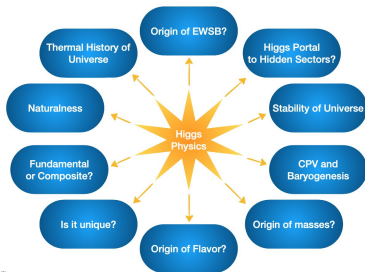 Origin of EWSB?
Thermal History of
Universe
Higgs Portal
to Hidden Sectors?
Naturalness
Stability of Universe
Higgs
Physics
Fundamental
or Composite?
CPV and
Baryogenesis
Is it unique?
Origin of masses?
Origin of Flavor?